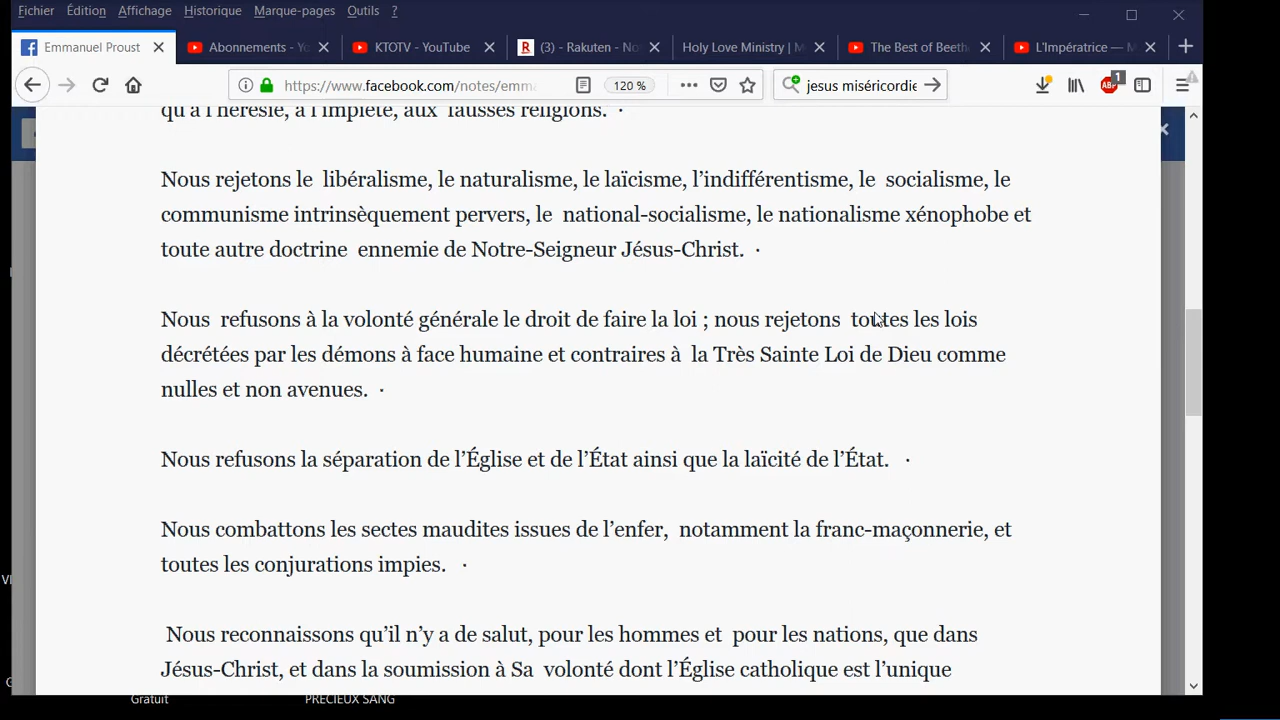 Fichier Édition Affichage Historique Marque-pages Outils ?
Emmanuel Proust Abonnements - Yo KTOTV - YouTube (3) - Rakuten - No Holy Love Ministry | M The Best of Beeth L'Impératrice —
https://www.facebook.com/notes/emma 120 % jesus miséricordie 1
qu'à l'hérésie, à l'impiété, aux fausses religions. ·
Nous rejetons le libéralisme, le naturalisme, le laïcisme, l'indifférentisme, le socialisme, le
communisme intrinsèquement pervers, le national-socialisme, le nationalisme xénophobe et
toute autre doctrine ennemie de Notre-Seigneur Jésus-Christ. ·
Nous refusons à la volonté générale le droit de faire la loi ; nous rejetons toutes les lois
décrétées par les démons à face humaine et contraires à la Très Sainte Loi de Dieu comme
nulles et non avenues. ·
Nous refusons la séparation de l'Église et de l'État ainsi que la laïcité de l'État. ·
Nous combattons les sectes maudites issues de l'enfer, notamment la franc-maçonnerie, et
toutes les conjurations impies. ·
Nous reconnaissons qu'il n'y a de salut, pour les hommes et pour les nations, que dans
Jésus-Christ, et dans la soumission à Sa volonté dont l'Église catholique est l'unique
Gratuit PRECIEUX SANG